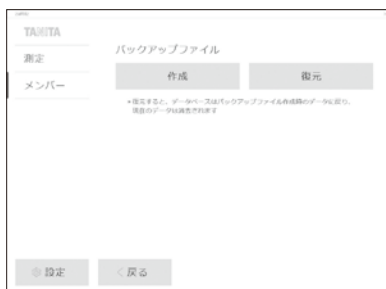 TANITA
測定
メンバー
バックアップファイル
作成
復元
*復元すると、データベースはバックアップファイル作成時のデータに戻り、
現在のデータは消去されます
設定
< 戻る